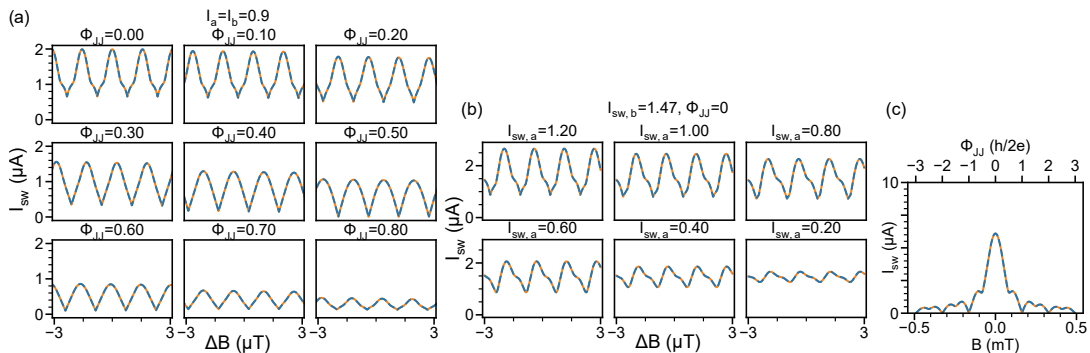 (a)
I_a=I_b=0.9
Φ_JJ=0.00 Φ_JJ=0.10 Φ_JJ=0.20
2
1
0
Φ_JJ=0.30 Φ_JJ=0.40 Φ_JJ=0.50
2
1
0
I_sw (μA)
Φ_JJ=0.60 Φ_JJ=0.70 Φ_JJ=0.80
2
1
0
−3 3 −3 3 −3 3
ΔB (μT)
(b)
I_sw, b=1.47, Φ_JJ=0
I_sw, a=1.20 I_sw, a=1.00 I_sw, a=0.80
2
1
0
I_sw (μA)
I_sw, a=0.60 I_sw, a=0.40 I_sw, a=0.20
2
1
−3 3 −3 3 −3 3
ΔB (μT)
(c)
Φ_JJ (h/2e)
−3 −2 −1 0 1 2 3
10
5
0
I_sw (μA)
−0.5 0.0 0.5
B (mT)